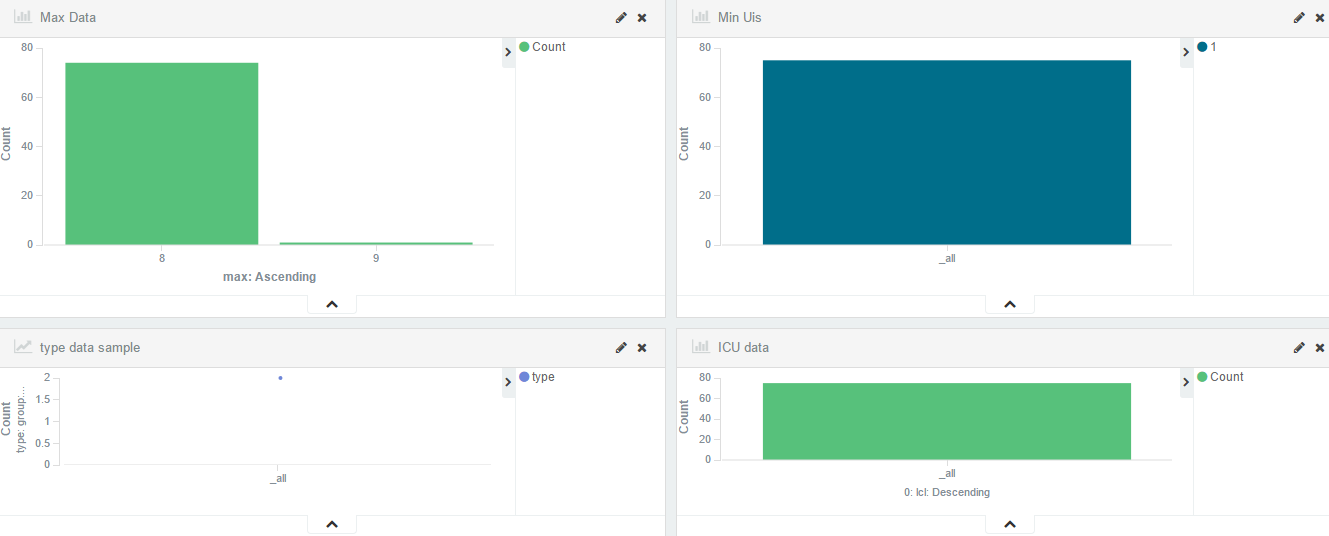 Max Data
80
60
40
20
0
Count
8
9
max: Ascending
Count
Min Uis
80
60
40
20
0
Count
_all
1
type data sample
2
1.5
1
0.5
0
Count
type: group:...
_all
type
ICU data
80
60
40
20
0
Count
_all
0: lcl: Descending
Count